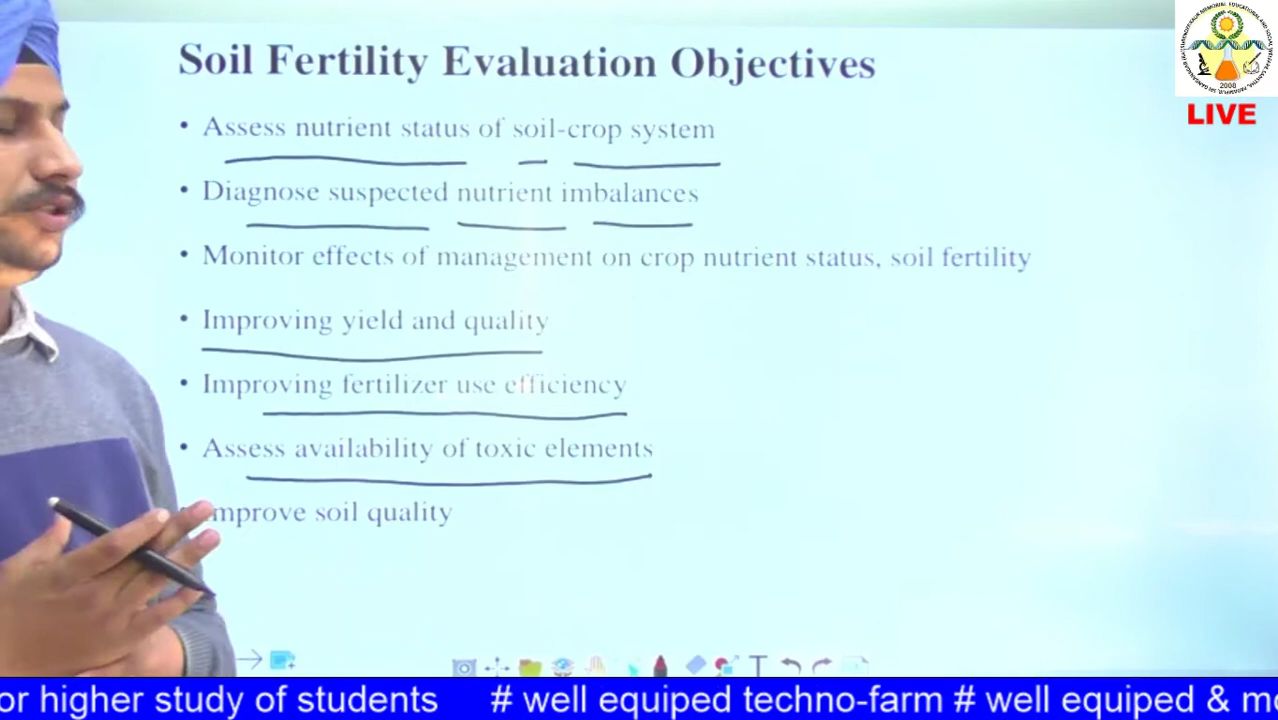 Soil Fertility Evaluation Objectives
• Assess nutrient status of soil-crop system
• Diagnose suspected nutrient imbalances
• Monitor effects of management on crop nutrient status, soil fertility
• Improving yield and quality
• Improving fertilizer use efficiency
• Assess availability of toxic elements
improve soil quality
2008
LIVE
or higher study of students # well equiped techno-farm # well equiped &